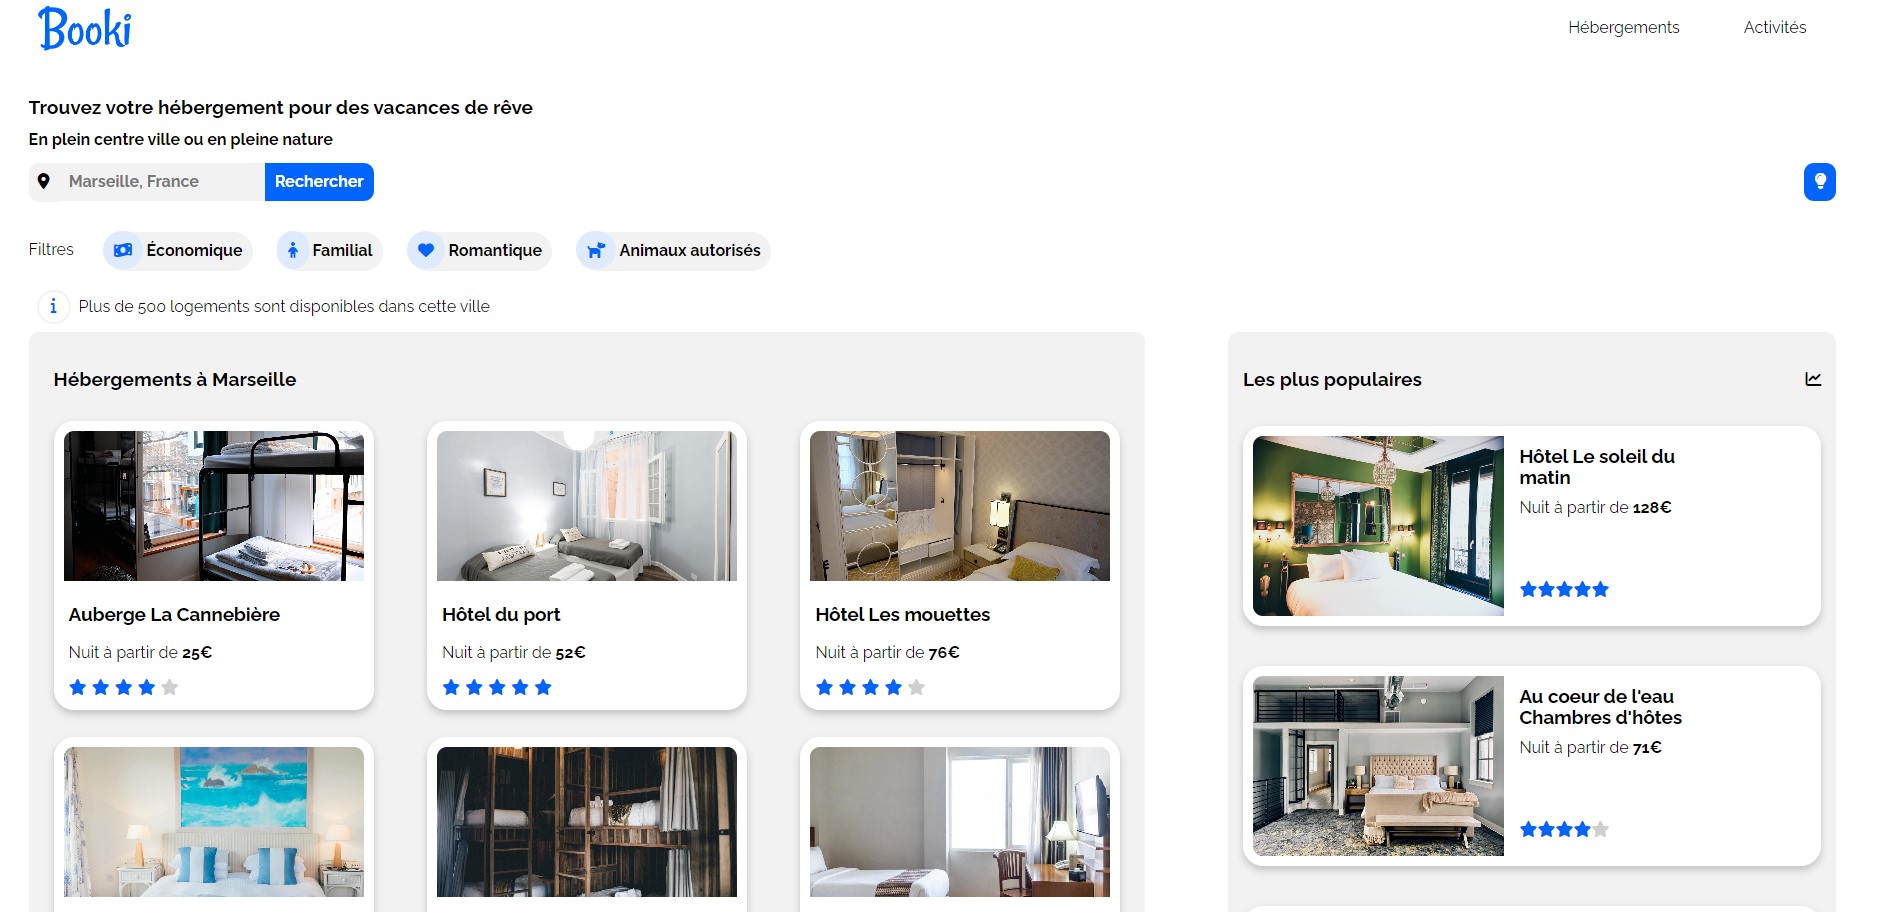 Booki
Hébergements
Activités
Trouvez votre hébergement pour des vacances de rêve
En plein centre ville ou en pleine nature
Marseille, France
Rechercher
Filtres
Économique
Familial
Romantique
Animaux autorisés
Plus de 500 logements sont disponibles dans cette ville
Hébergements à Marseille
Auberge La Cannebière
Nuit à partir de 25€
Hôtel du port
Nuit à partir de 52€
Hôtel Les mouettes
Nuit à partir de 76€
Les plus populaires
Hôtel Le soleil du
matin
Nuit à partir de 128€
Au coeur de l'eau
Chambres d'hôtes
Nuit à partir de 71€